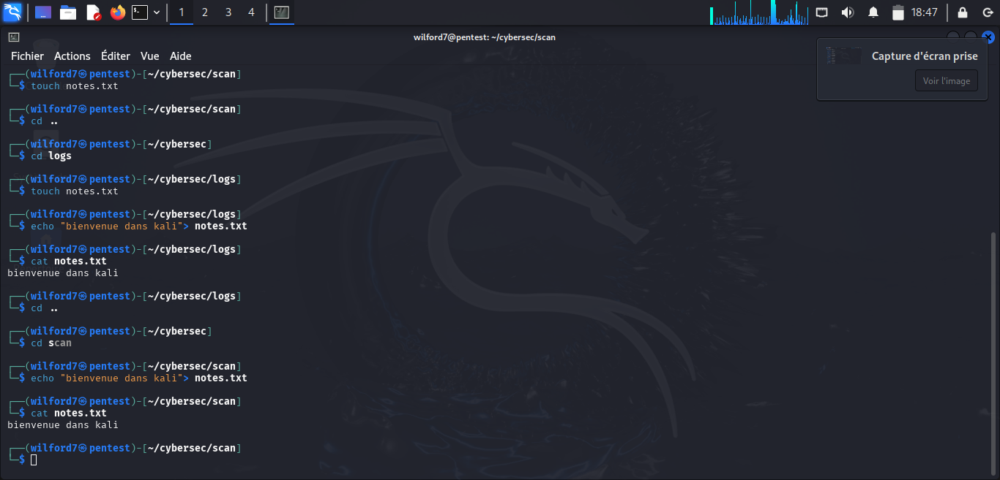 1 2 3 4 18:47
wilford7@pentest: ~/cybersec/scan
Fichier Actions Éditer Vue Aide
Capture d'écran prise
Voir l'image
┌──(wilford7㉿pentest)-[~/cybersec/scan]
└─$ touch notes.txt
┌──(wilford7㉿pentest)-[~/cybersec/scan]
└─$ cd ..
┌──(wilford7㉿pentest)-[~/cybersec]
└─$ cd logs
┌──(wilford7㉿pentest)-[~/cybersec/logs]
└─$ touch notes.txt
┌──(wilford7㉿pentest)-[~/cybersec/logs]
└─$ echo "bienvenue dans kali"> notes.txt
┌──(wilford7㉿pentest)-[~/cybersec/logs]
└─$ cat notes.txt
bienvenue dans kali
┌──(wilford7㉿pentest)-[~/cybersec/logs]
└─$ cd ..
┌──(wilford7㉿pentest)-[~/cybersec]
└─$ cd scan
┌──(wilford7㉿pentest)-[~/cybersec/scan]
└─$ echo "bienvenue dans kali"> notes.txt
┌──(wilford7㉿pentest)-[~/cybersec/scan]
└─$ cat notes.txt
bienvenue dans kali
┌──(wilford7㉿pentest)-[~/cybersec/scan]
└─$